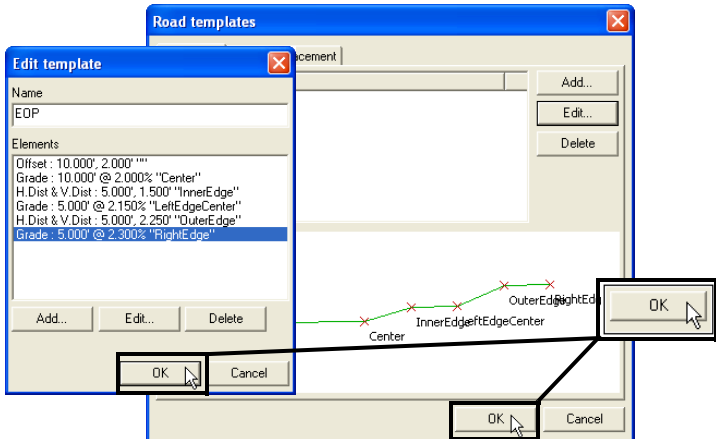 Road templates
Edit template
acement
Name
EOP
Elements
Offset : 10.000', 2.000' ""
Grade : 10.000' @ 2.000% "Center"
H.Dist & V.Dist : 5.000', 1.500' "InnerEdge"
Grade : 5.000' @ 2.150% "LeftEdgeCenter"
H.Dist & V.Dist : 5.000', 2.250' "OuterEdge"
Grade : 5.000' @ 2.300% "RightEdge"
Add... Edit... Delete
OK Cancel
Add...
Edit...
Delete
OuterEdge RightEd
InnerEdge LeftEdgeCenter
Center
OK
OK Cancel